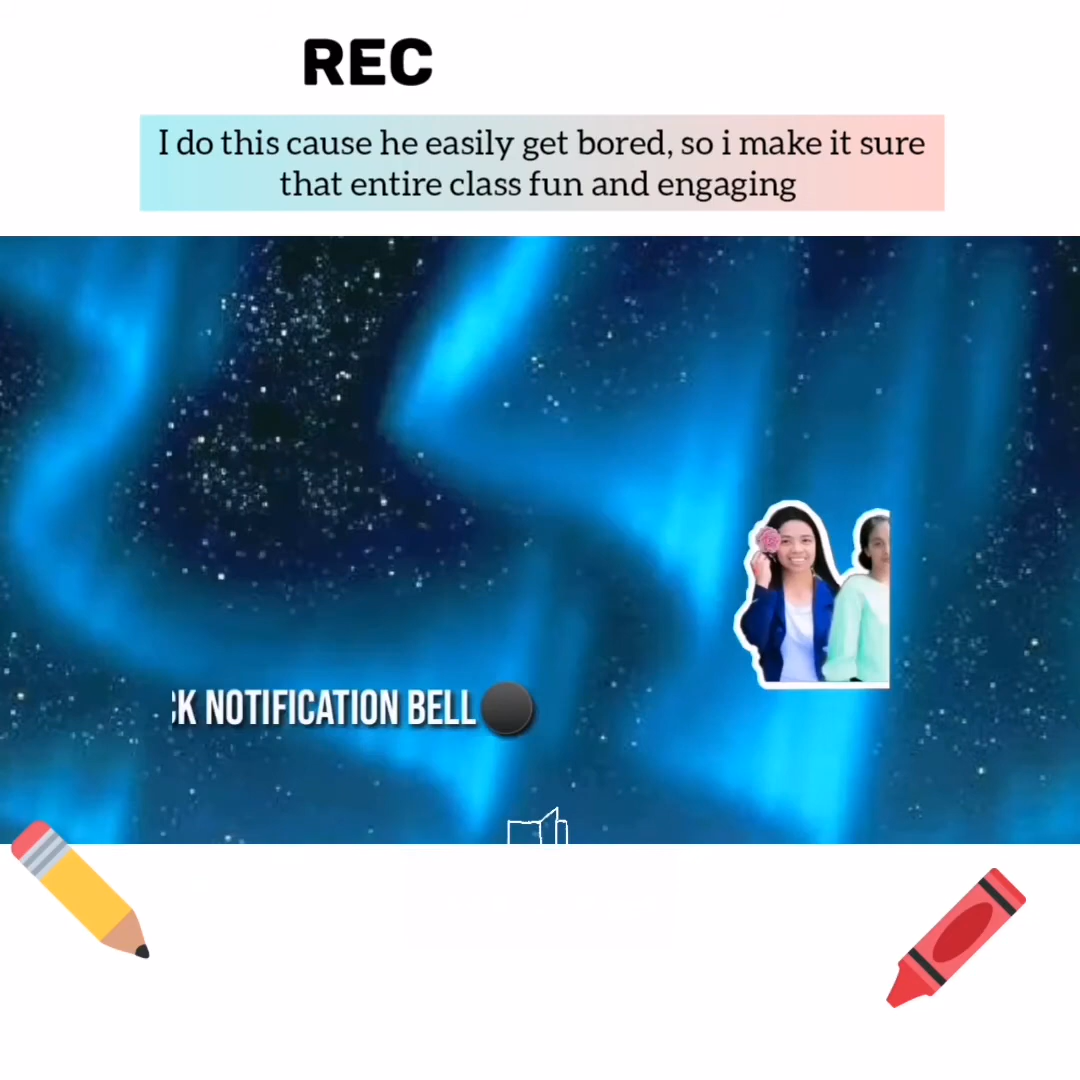 REC
I do this cause he easily get bored, so i make it sure
that entire class fun and engaging
K NOTIFICATION BELL